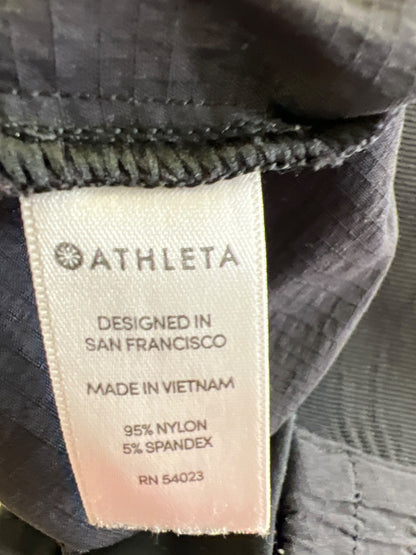 ATHLETA
DESIGNED IN
SAN FRANCISCO
MADE IN VIETNAM
95% NYLON
5% SPANDEX
RN 54023